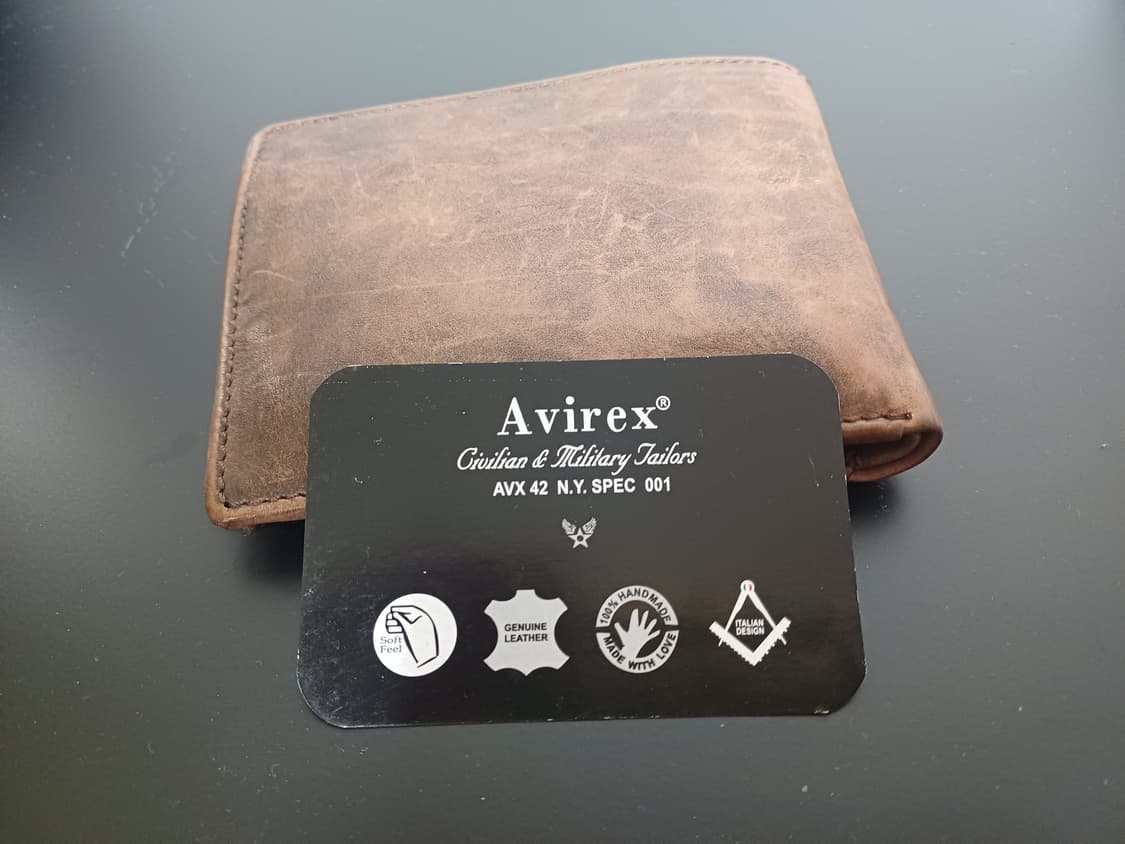 Avirex®
Civilian & Military Tailors
AVX 42 N.Y. SPEC 001
Soft
Feel
GENUINE
LEATHER
100% HANDMADE
MADE WITH LOVE
ITALIAN
DESIGN